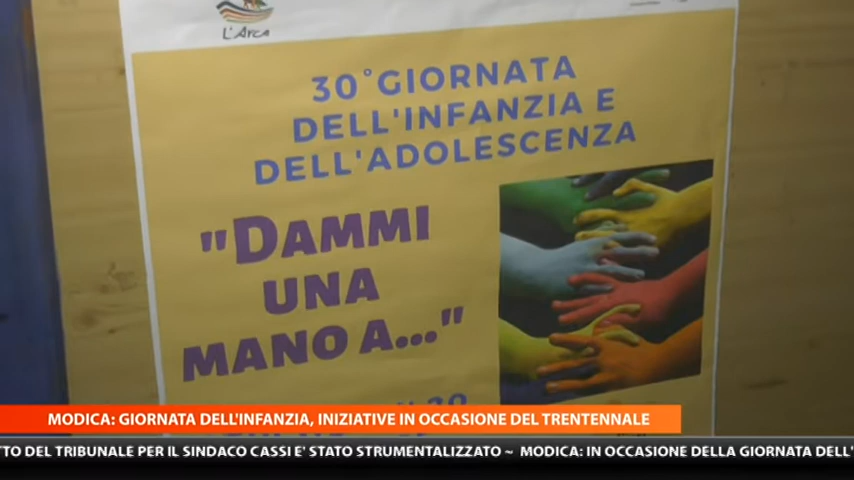 L'Arca
30°GIORNATA
DELL'INFANZIA E
DELL'ADOLESCENZA
"DAMMI
UNA
MANO A..."
MODICA: GIORNATA DELL'INFANZIA, INIZIATIVE IN OCCASIONE DEL TRENTENNALE
TTO DEL TRIBUNALE PER IL SINDACO CASSI E' STATO STRUMENTALIZZATO ~ MODICA: IN OCCASIONE DELLA GIORNATA DELL'